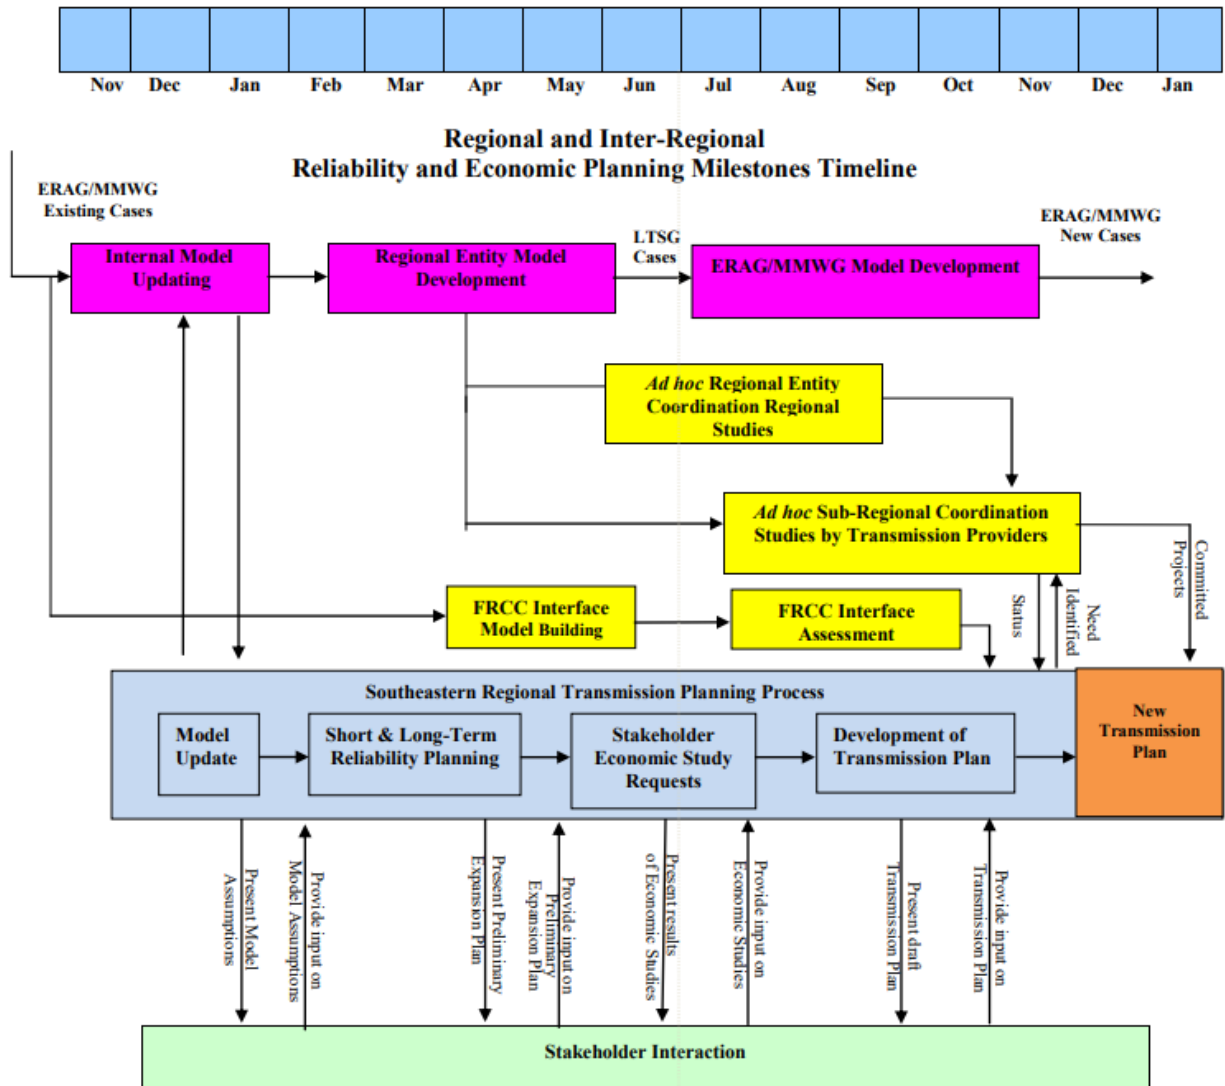 Nov Dec Jan Feb Mar Apr May Jun Jul Aug Sep Oct Nov Dec Jan
Regional and Inter-Regional
Reliability and Economic Planning Milestones Timeline
ERAG/MMWG
Existing Cases
Internal Model
Updating
Regional Entity Model
Development
LTSG
Cases
ERAG/MMWG Model Development
ERAG/MMWG
New Cases
Ad hoc Regional Entity
Coordination Regional
Studies
Ad hoc Sub-Regional Coordination
Studies by Transmission Providers
Committed
Projects
FRCC Interface
Model Building
FRCC Interface
Assessment
Status
Need
Identified
Southeastern Regional Transmission Planning Process
Model
Update
Short & Long-Term
Reliability Planning
Stakeholder
Economic Study
Requests
Development of
Transmission Plan
New
Transmission
Plan
Present Model
Assumptions
Provide input on
Model Assumptions
Present Preliminary
Expansion Plan
Provide input on
Preliminary
Expansion Plan
Present results
of Economic Studies
Provide input on
Economic Studies
Present draft
Transmission Plan
Provide input on
Transmission Plan
Stakeholder Interaction